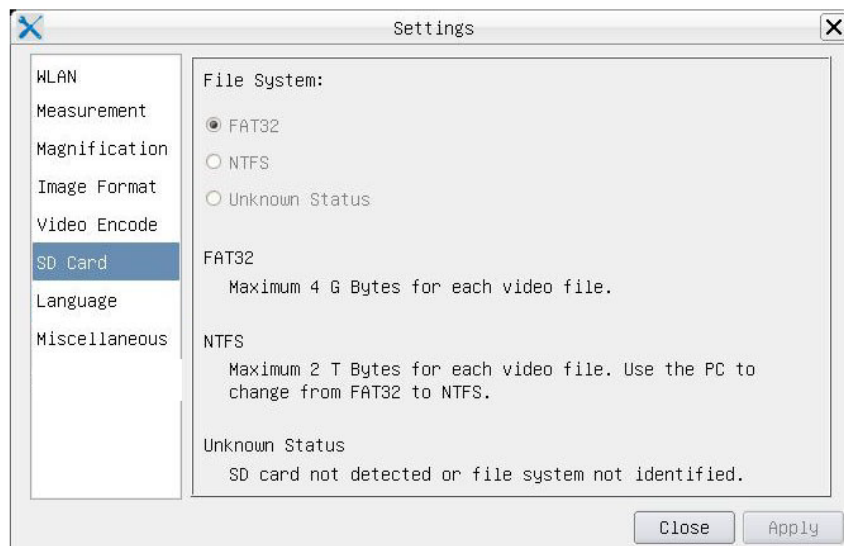 Settings
WLAN
Measurement
Magnification
Image Format
Video Encode
SD Card
Language
Miscellaneous
File System:
FAT32
NTFS
Unknown Status
FAT32
Maximum 4 G Bytes for each video file.
NTFS
Maximum 2 T Bytes for each video file. Use the PC to
change from FAT32 to NTFS.
Unknown Status
SD card not detected or file system not identified.
Close
Apply